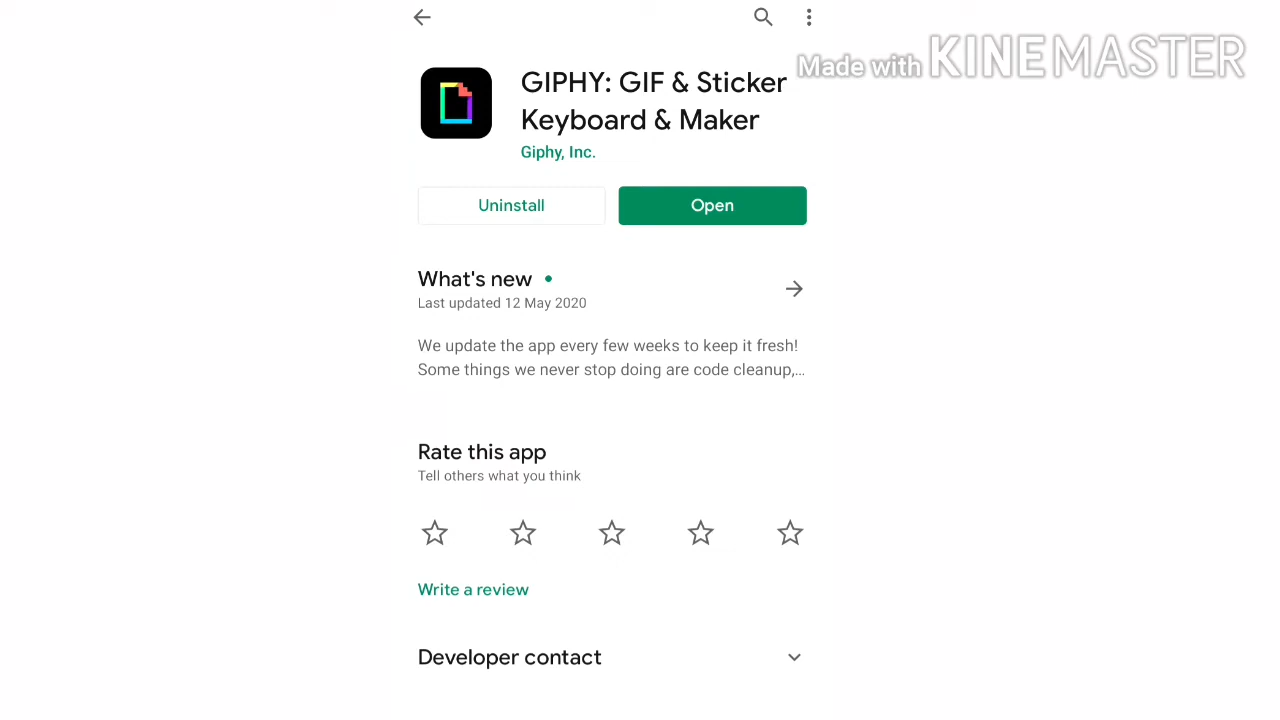 Made with KINEMASTER
GIPHY: GIF & Sticker
Keyboard & Maker
Giphy, Inc.
Uninstall
Open
What's new
Last updated 12 May 2020
We update the app every few weeks to keep it fresh!
Some things we never stop doing are code cleanup,...
Rate this app
Tell others what you think
Write a review
Developer contact